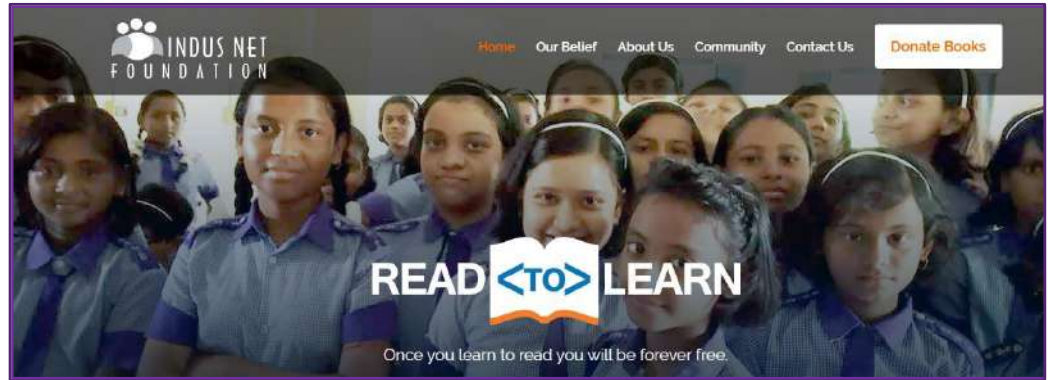 INDUS NET
FOUNDATION
Home Our Belief About Us Community Contact Us Donate Books
READ <TO> LEARN
Once you learn to read you will be forever free.